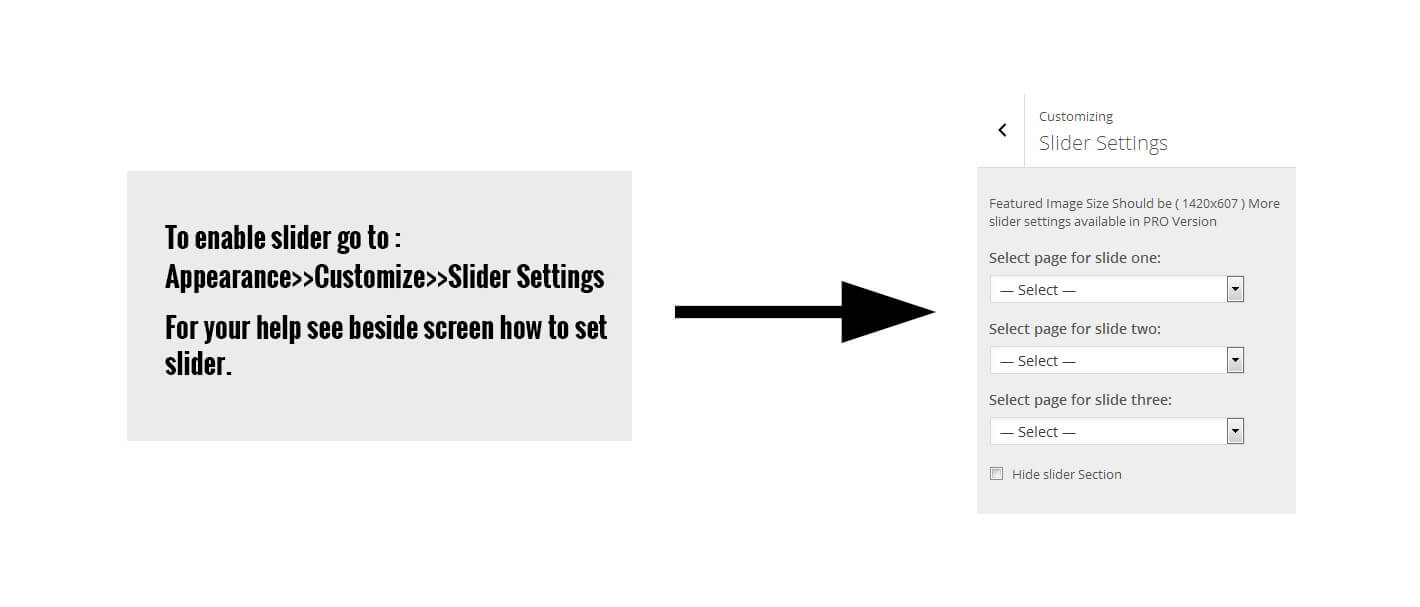 To enable slider go to :
Appearance>>Customize>>Slider Settings
For your help see beside screen how to set
slider.
Customizing
Slider Settings
Featured Image Size Should be ( 1420x607 ) More
slider settings available in PRO Version
Select page for slide one:
— Select —
Select page for slide two:
— Select —
Select page for slide three:
— Select —
Hide slider Section